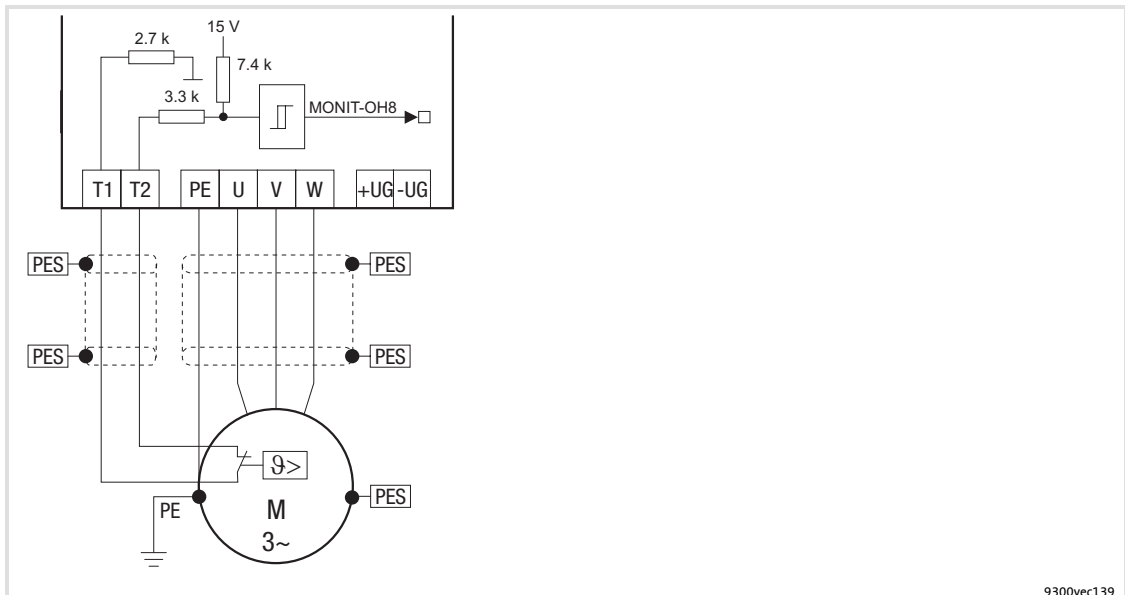 15 V
2.7 k
7.4 k
3.3 k
MONIT-OH8
T1 T2 PE U V W +UG -UG
PES PES
PES PES
ϑ>
PES
PE
M
3~
9300vec139